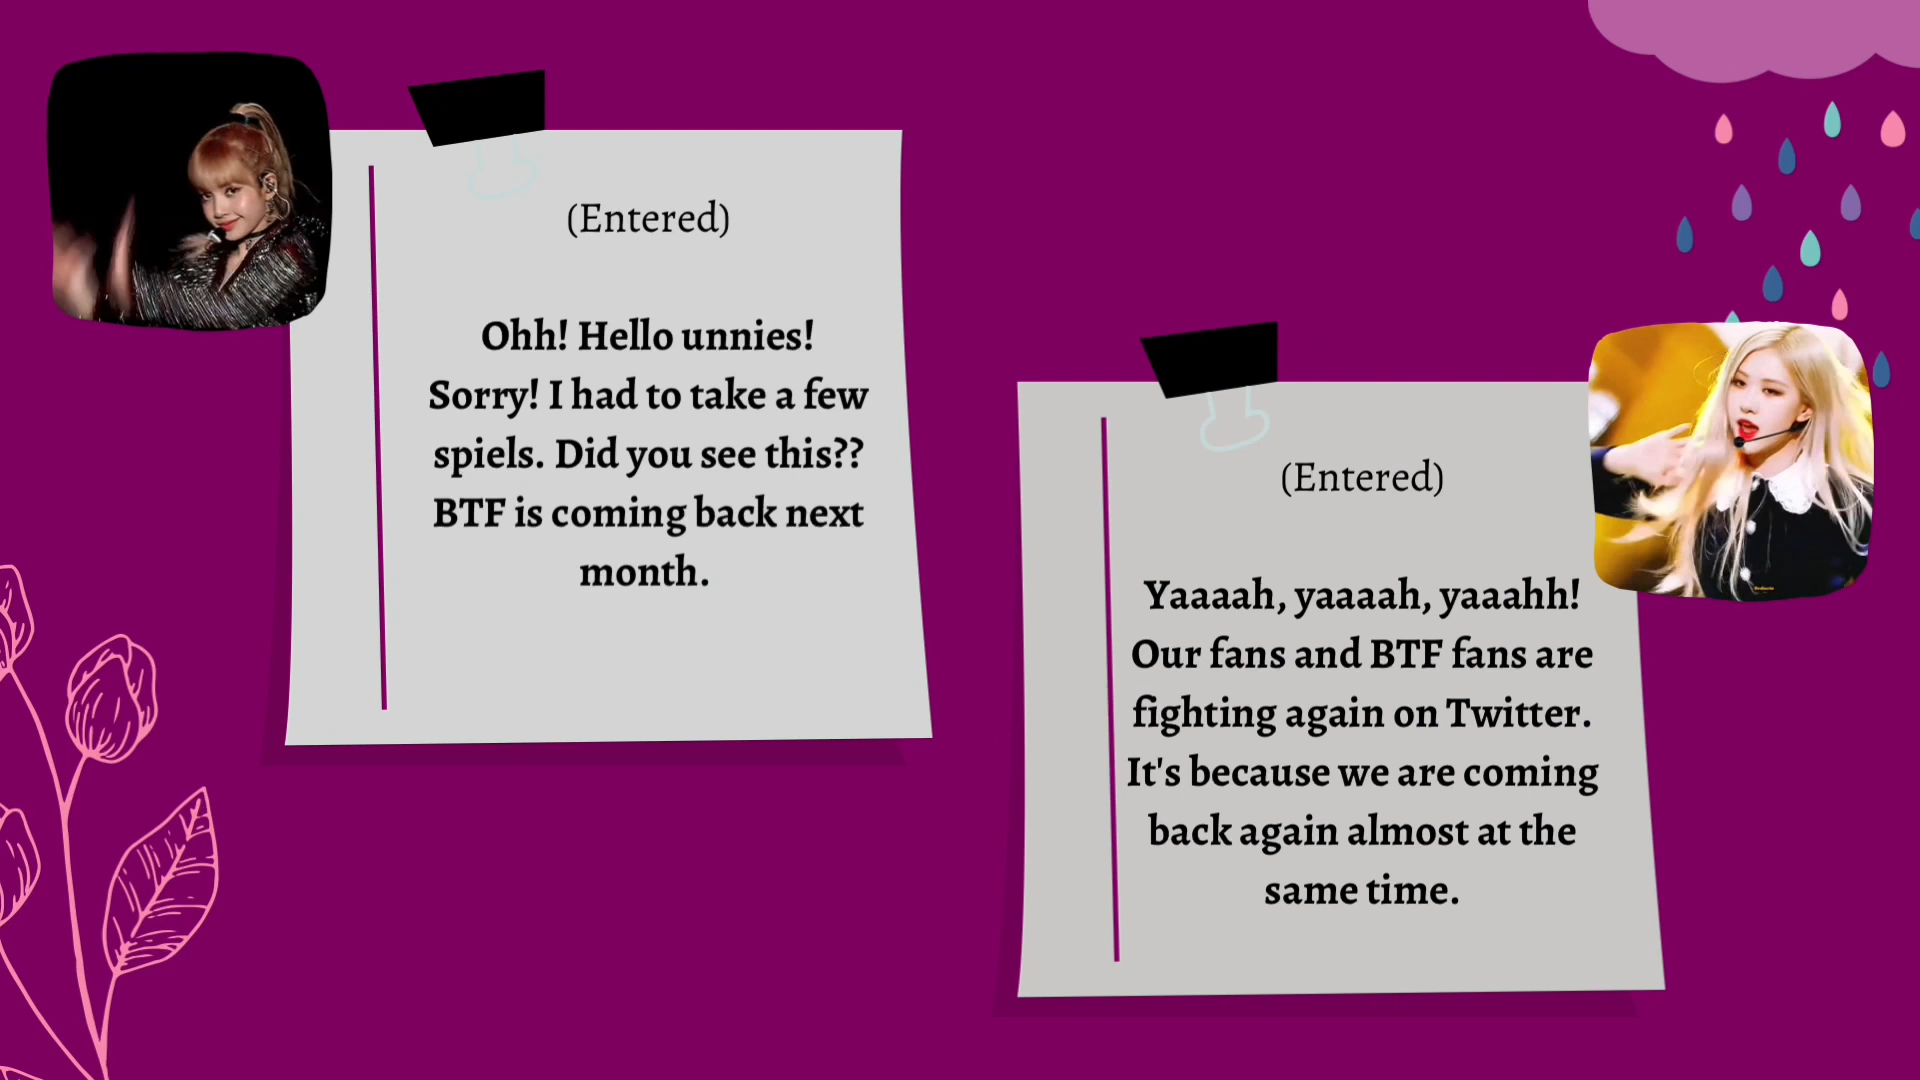 (Entered)
Ohh! Hello unnies!
Sorry! I had to take a few
spiels. Did you see this??
BTF is coming back next
month.
(Entered)
Yaaaah, yaaaah, yaaahh!
Our fans and BTF fans are
fighting again on Twitter.
It's because we are coming
back again almost at the
same time.